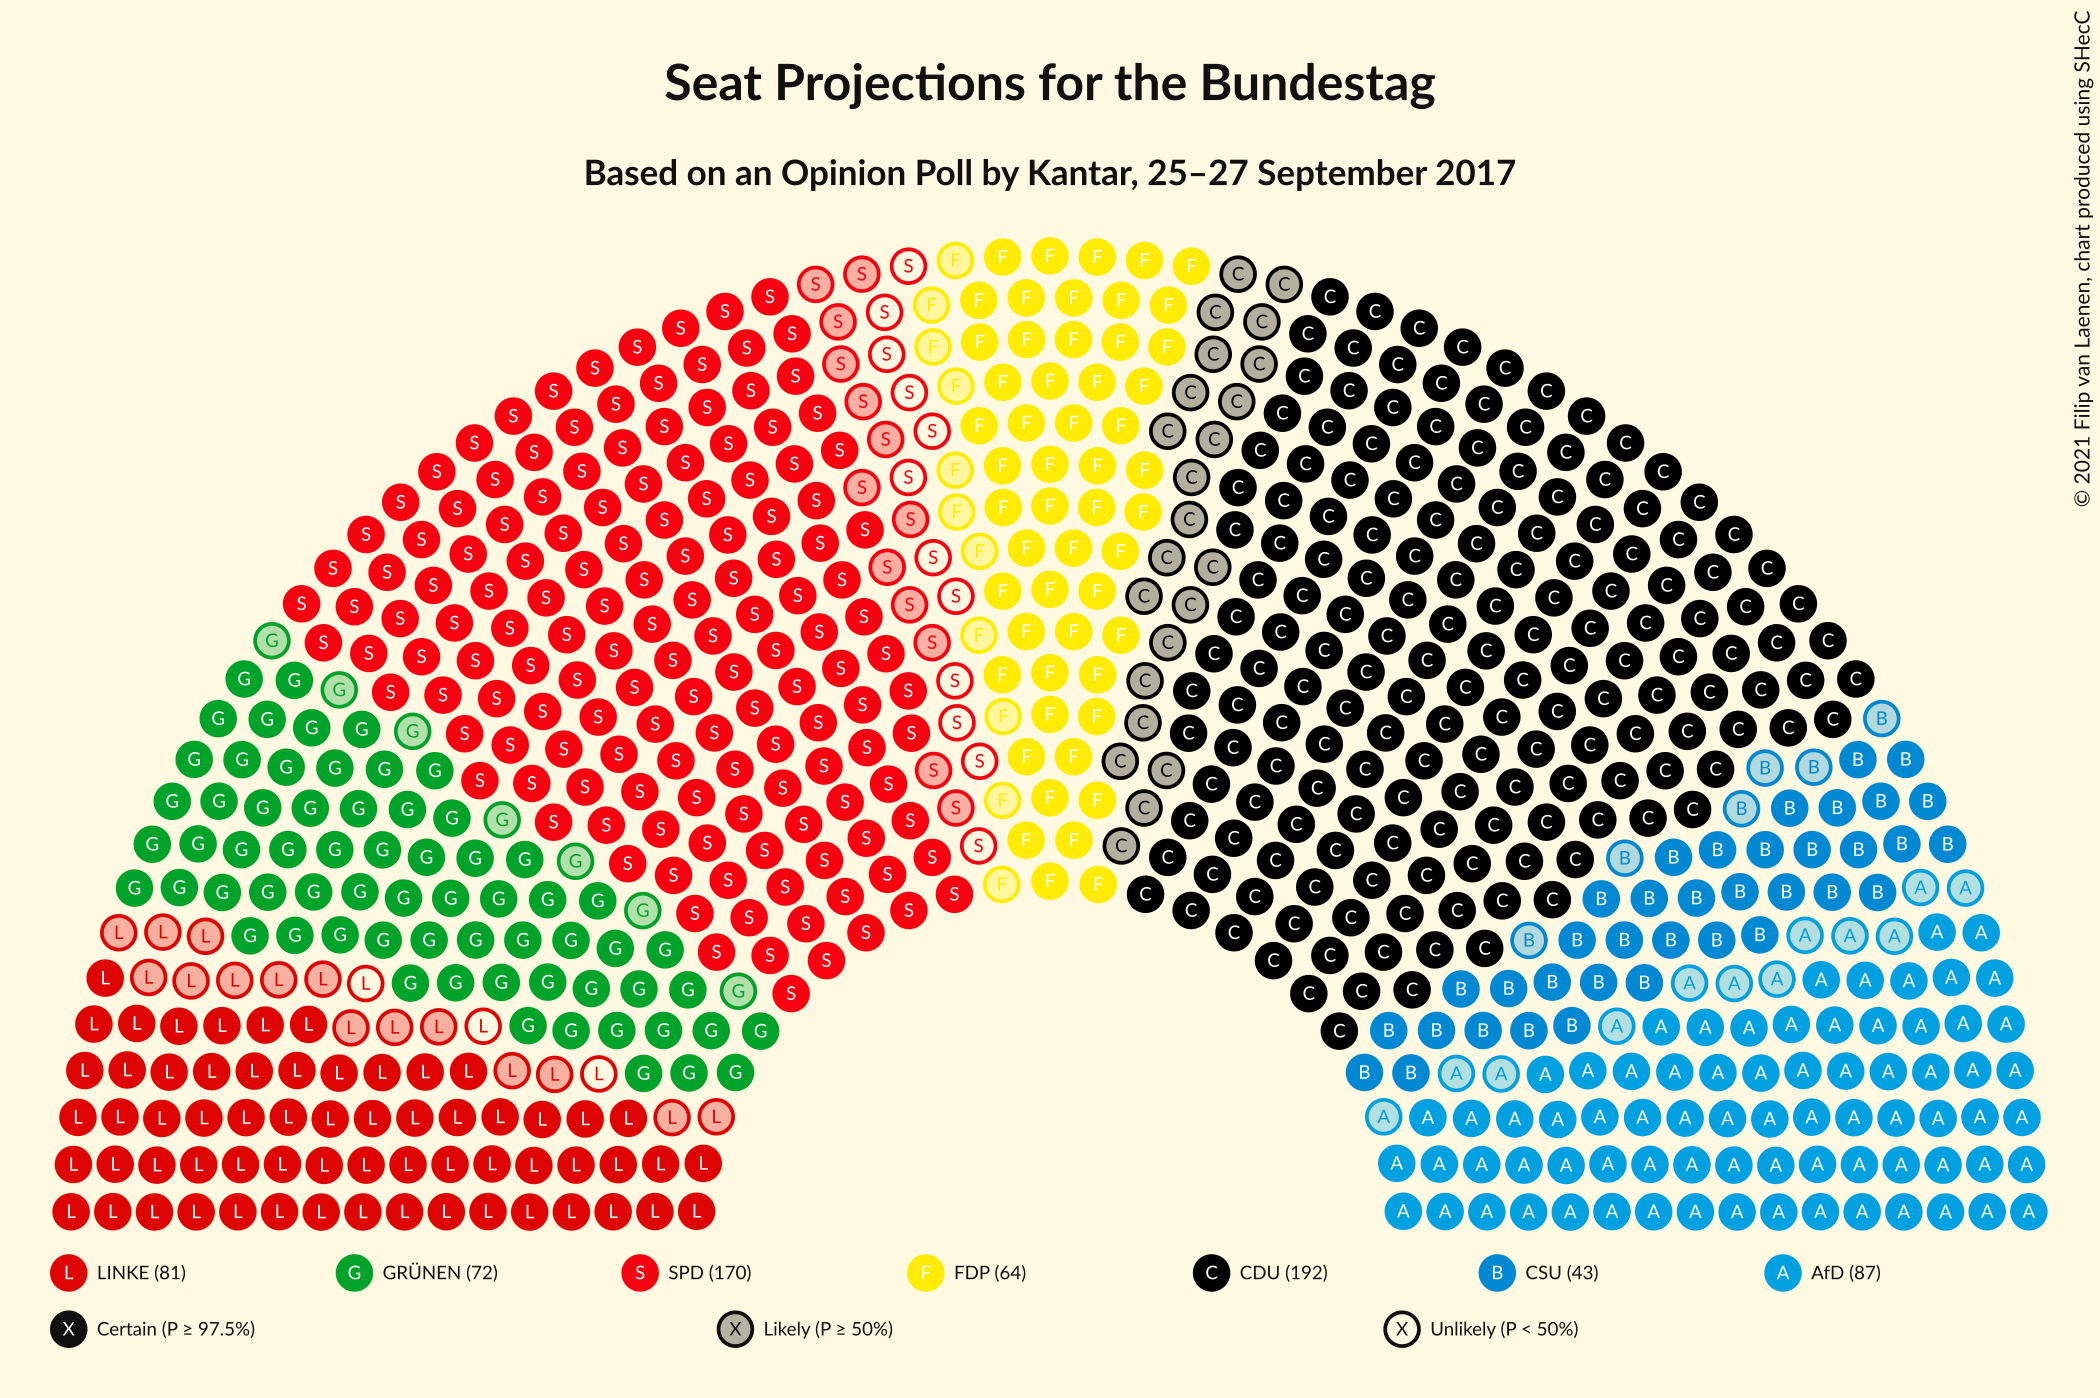 Seat Projections for the Bundestag
Based on an Opinion Poll by Kantar, 25–27 September 2017
© 2021 Filip van Laenen, chart produced using SHecC
L LINKE (81) G GRÜNEN (72) S SPD (170) F FDP (64) C CDU (192) B CSU (43) A AfD (87)
X Certain (P ≥ 97.5%) X Likely (P ≥ 50%) X Unlikely (P < 50%)